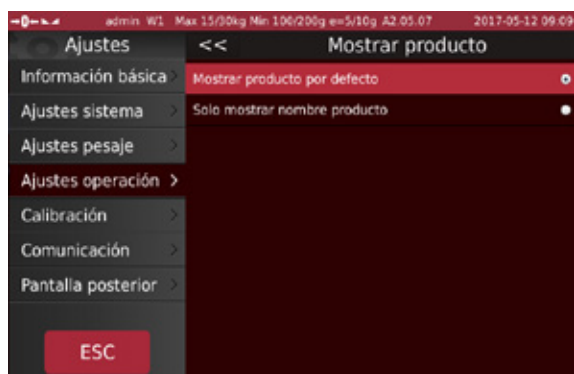 admin W1 Max 15/30kg Min 100/200g e=5/10g A2.05.07 2017-05-12 09:09
Ajustes
<< Mostrar producto
Información básica >
Mostrar producto por defecto
Ajustes sistema >
Solo mostrar nombre producto
Ajustes pesaje >
Ajustes operación >
Calibración >
Comunicación >
Pantalla posterior >
ESC